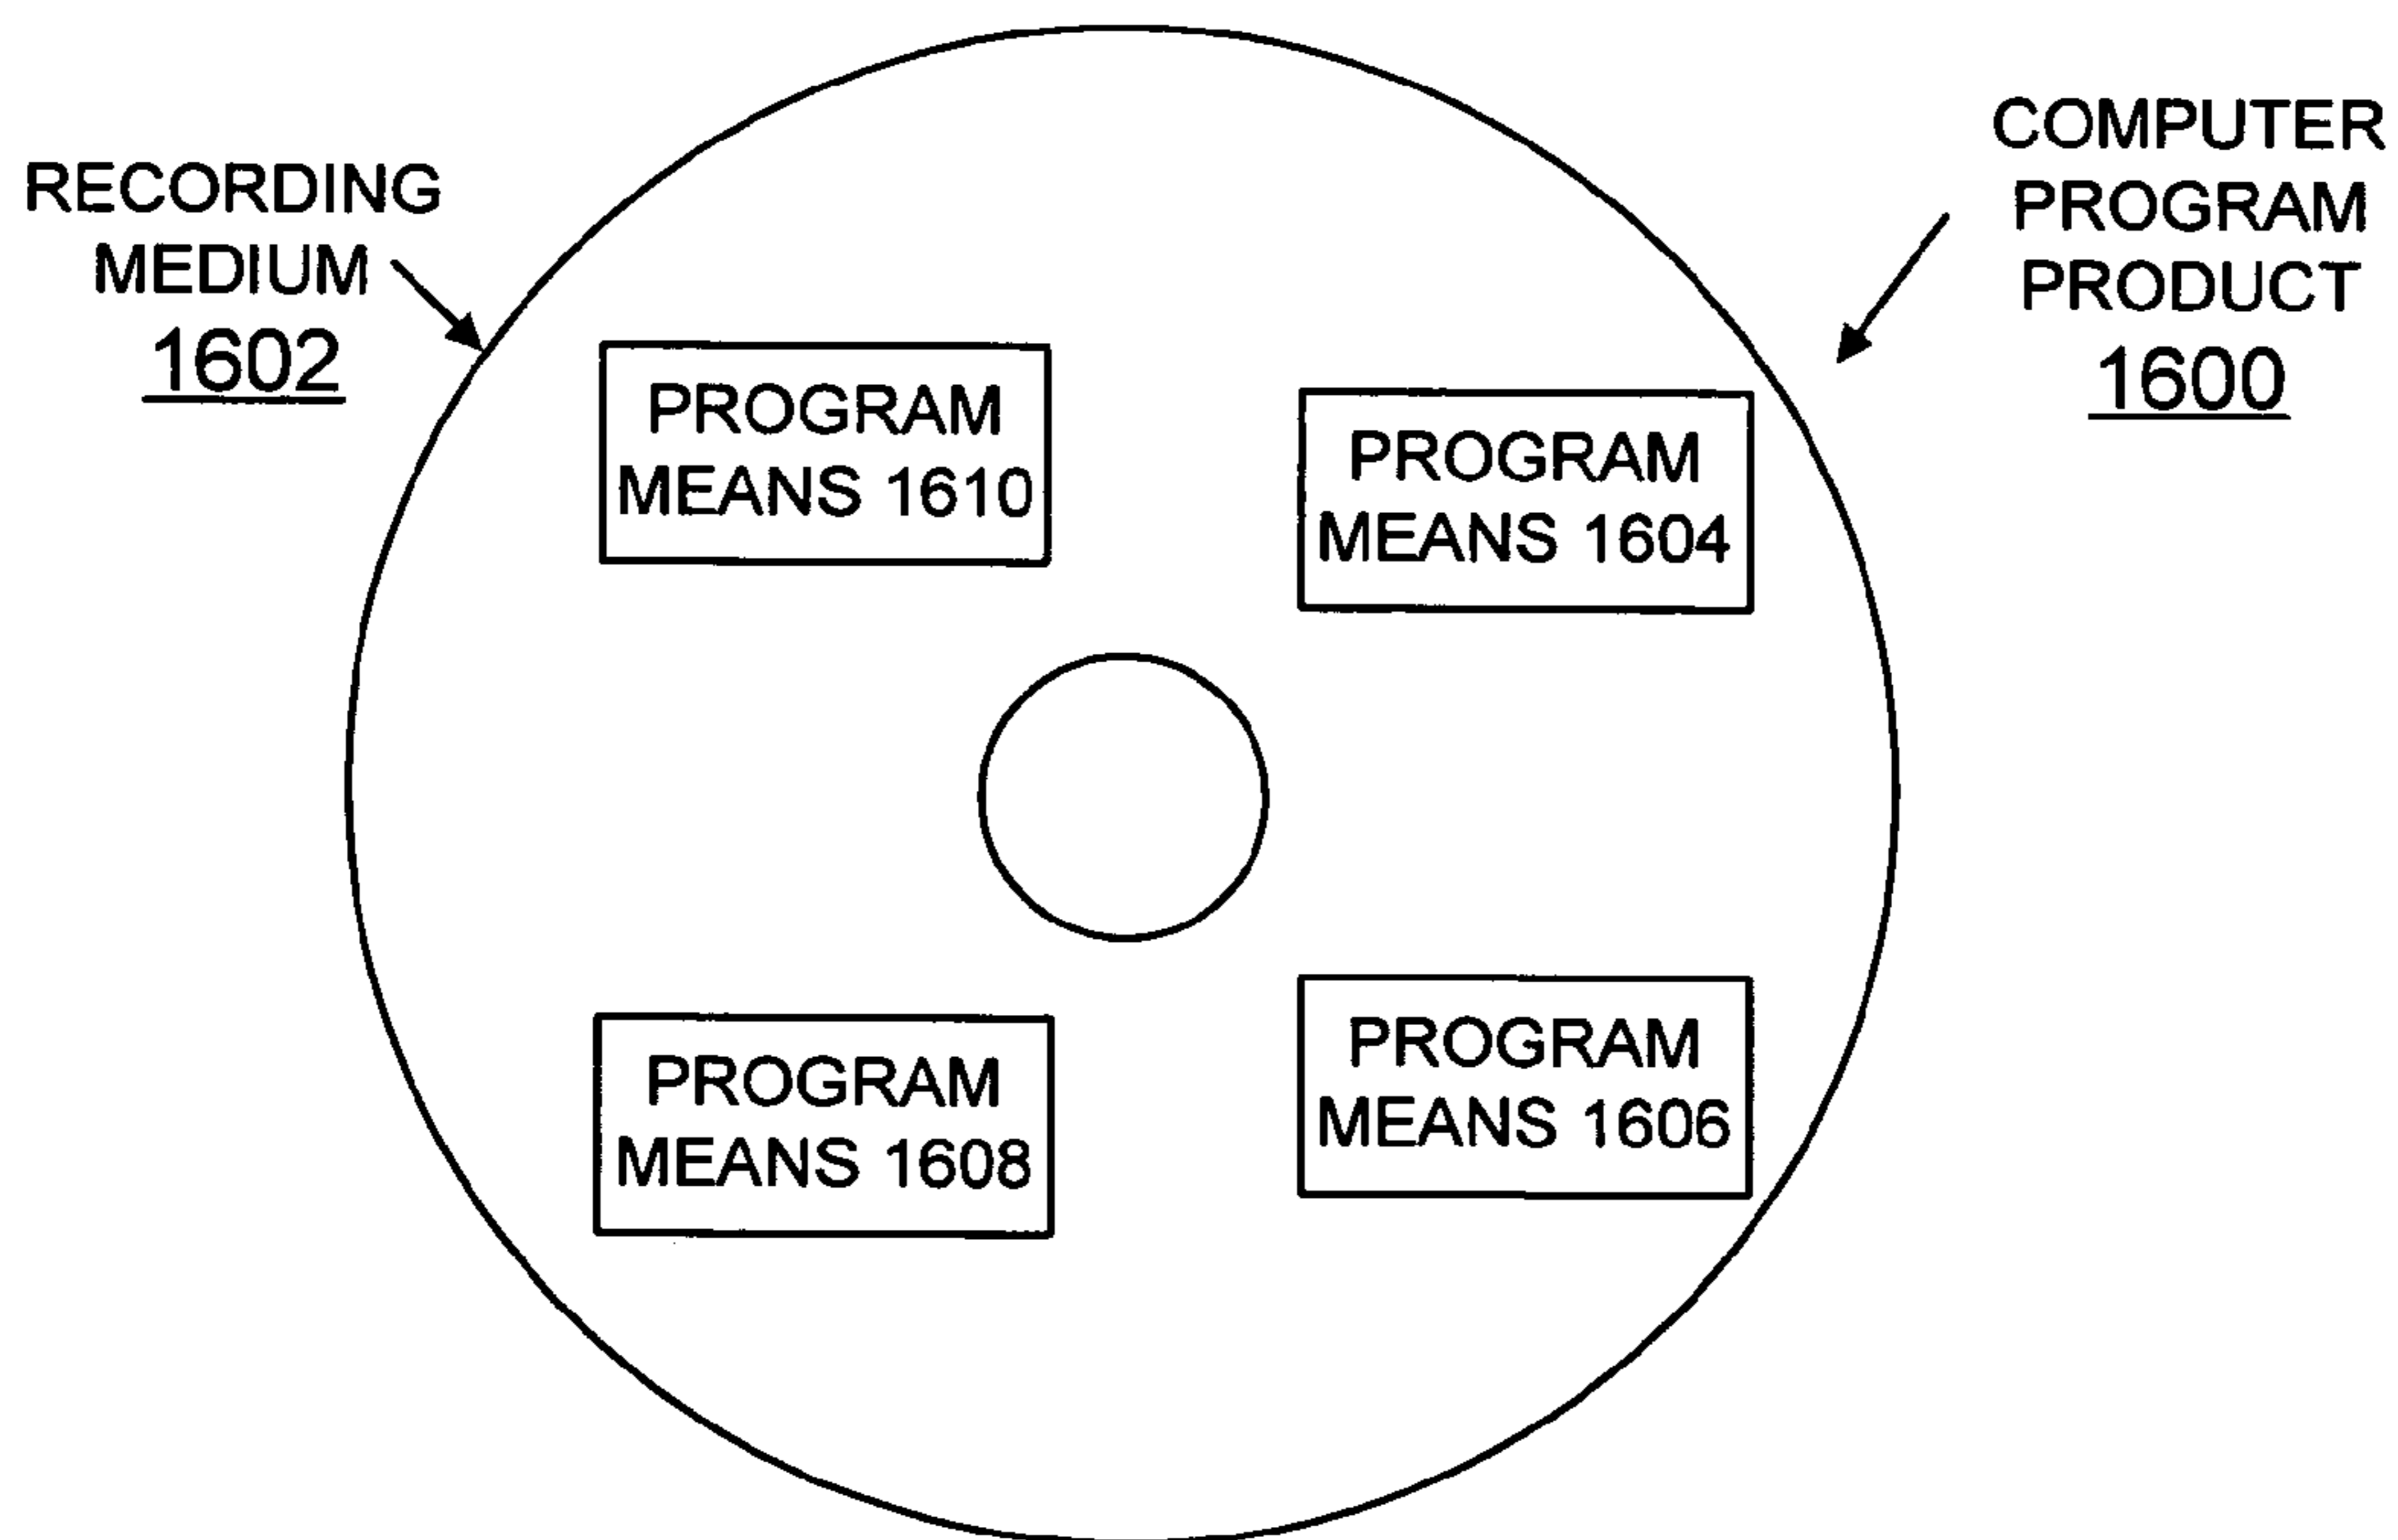 RECORDING
MEDIUM
1602
COMPUTER
PROGRAM
PRODUCT
1600
PROGRAM
MEANS 1610
PROGRAM
MEANS 1604
PROGRAM
MEANS 1608
PROGRAM
MEANS 1606